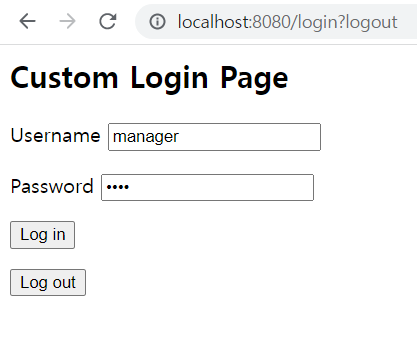 localhost:8080/login?logout
Custom Login Page
Username manager
Password ••••
Log in
Log out